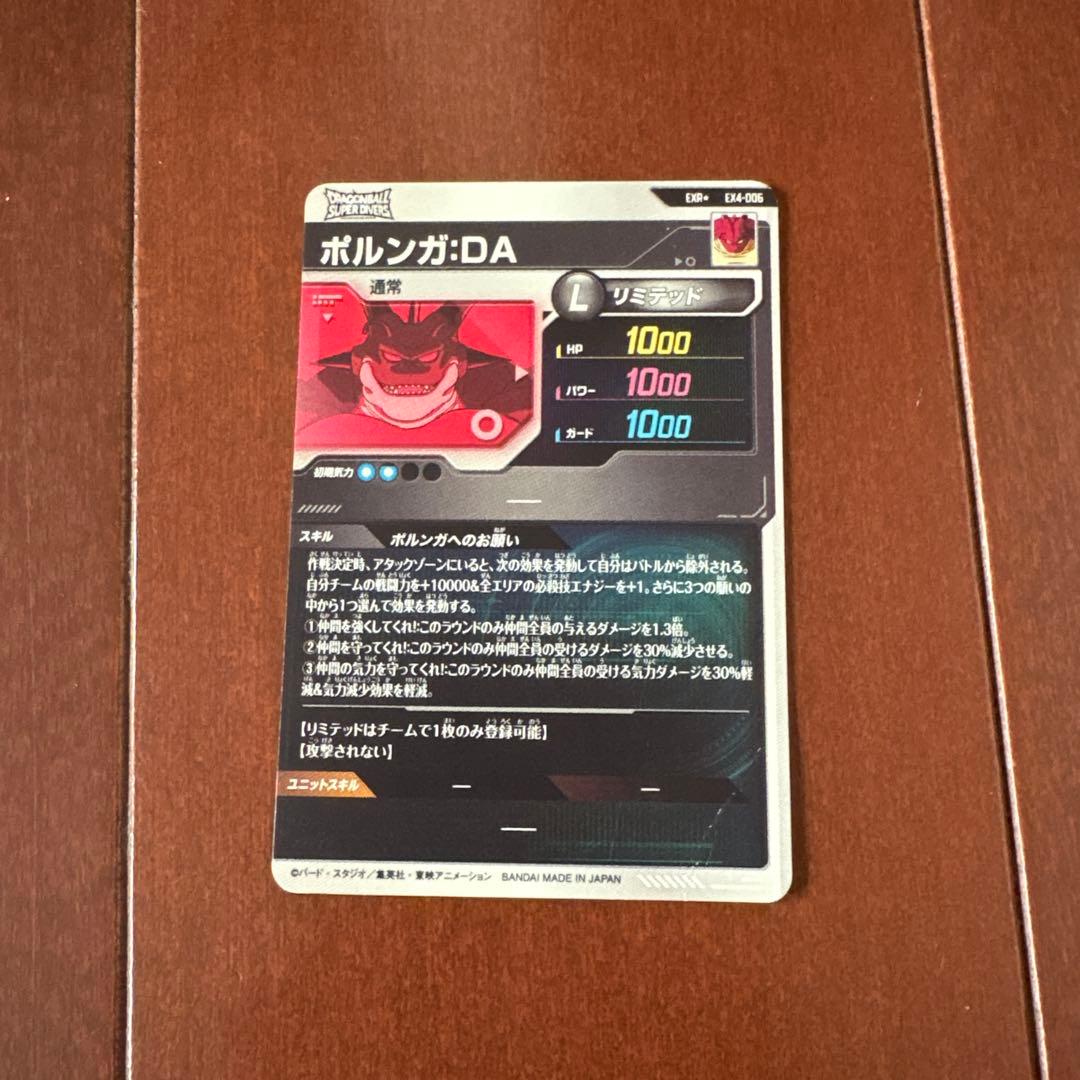 DRAGONBALL
SUPER DIVERS
EXR★ EX4-006
ポルンガ:DA
通常
L リミテッド
HP 1000
パワー 1000
ガード 1000
初期気力
スキル ポルンガへのお願い
作戦決定時、アタックゾーンにいると、次の効果を発動して自分はバトルから除外される。
自分チームの戦闘力を+10000&全エリアの必殺技エナジーを+1。さらに3つの願いの
中から1つ選んで効果を発動する。
①仲間を強くしてくれ!:このラウンドのみ仲間全員の与えるダメージを1.3倍。
②仲間を守ってくれ!:このラウンドのみ仲間全員の受けるダメージを30%減少させる。
③仲間の気力を守ってくれ!:このラウンドのみ仲間全員の受ける気力ダメージを30%軽
減&気力減少効果を軽減。
【リミテッドはチームで1枚のみ登録可能】
【攻撃されない】
ユニットスキル ー ー
ー
©バード・スタジオ/集英社・東映アニメーション BANDAI MADE IN JAPAN